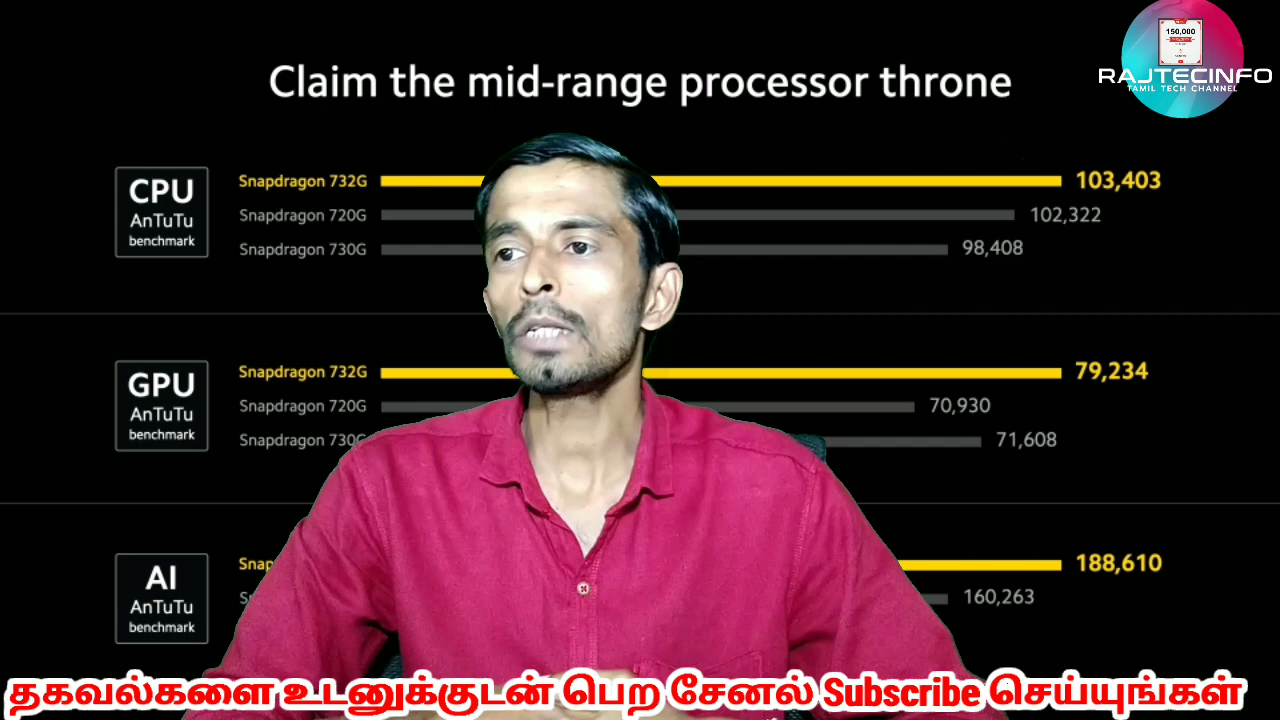 150,000
RAJTECINFO
TAMIL TECH CHANNEL
Claim the mid-range processor throne
CPU
AnTuTu
benchmark
Snapdragon 732G 103,403
Snapdragon 720G 102,322
Snapdragon 730G 98,408
GPU
AnTuTu
benchmark
Snapdragon 732G 79,234
Snapdragon 720G 70,930
Snapdragon 730G 71,608
AI
AnTuTu
benchmark
188,610
160,263
தகவல்களை உடனுக்குடன் பெற சேனல் Subscribe செய்யுங்கள்